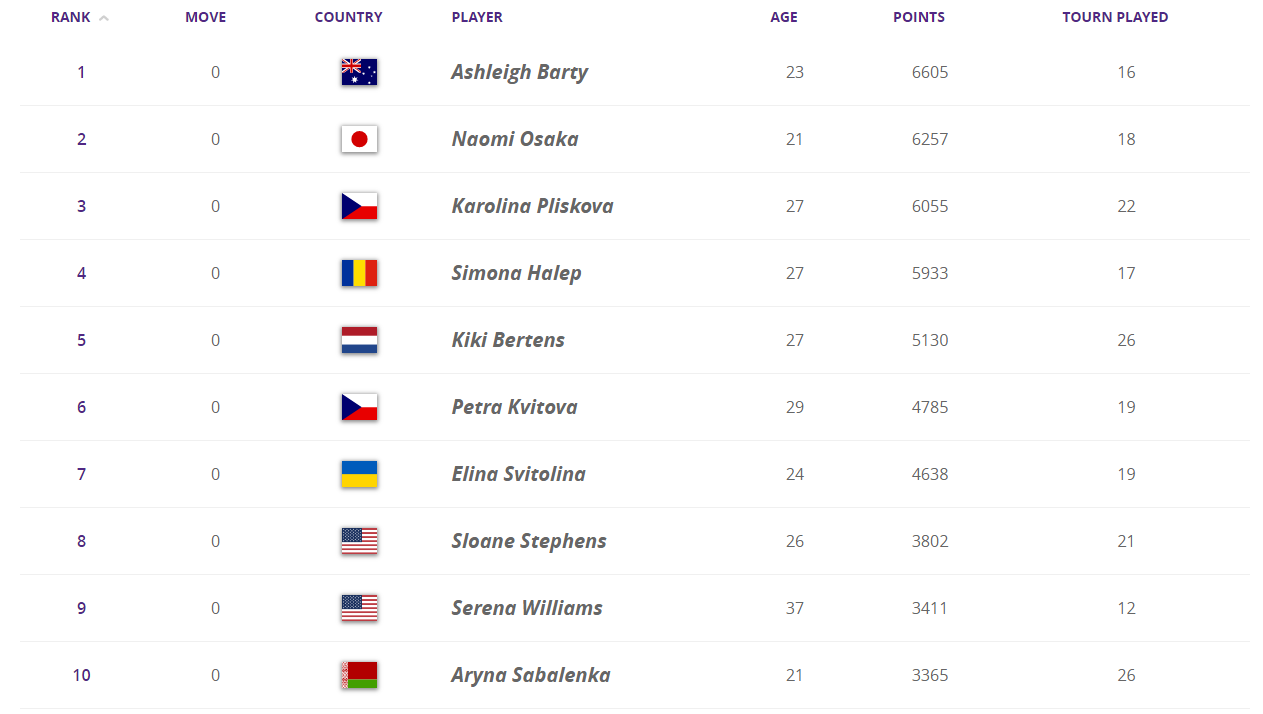 RANK MOVE COUNTRY PLAYER AGE POINTS TOURN PLAYED
1 0 Ashleigh Barty 23 6605 16
2 0 Naomi Osaka 21 6257 18
3 0 Karolina Pliskova 27 6055 22
4 0 Simona Halep 27 5933 17
5 0 Kiki Bertens 27 5130 26
6 0 Petra Kvitova 29 4785 19
7 0 Elina Svitolina 24 4638 19
8 0 Sloane Stephens 26 3802 21
9 0 Serena Williams 37 3411 12
10 0 Aryna Sabalenka 21 3365 26